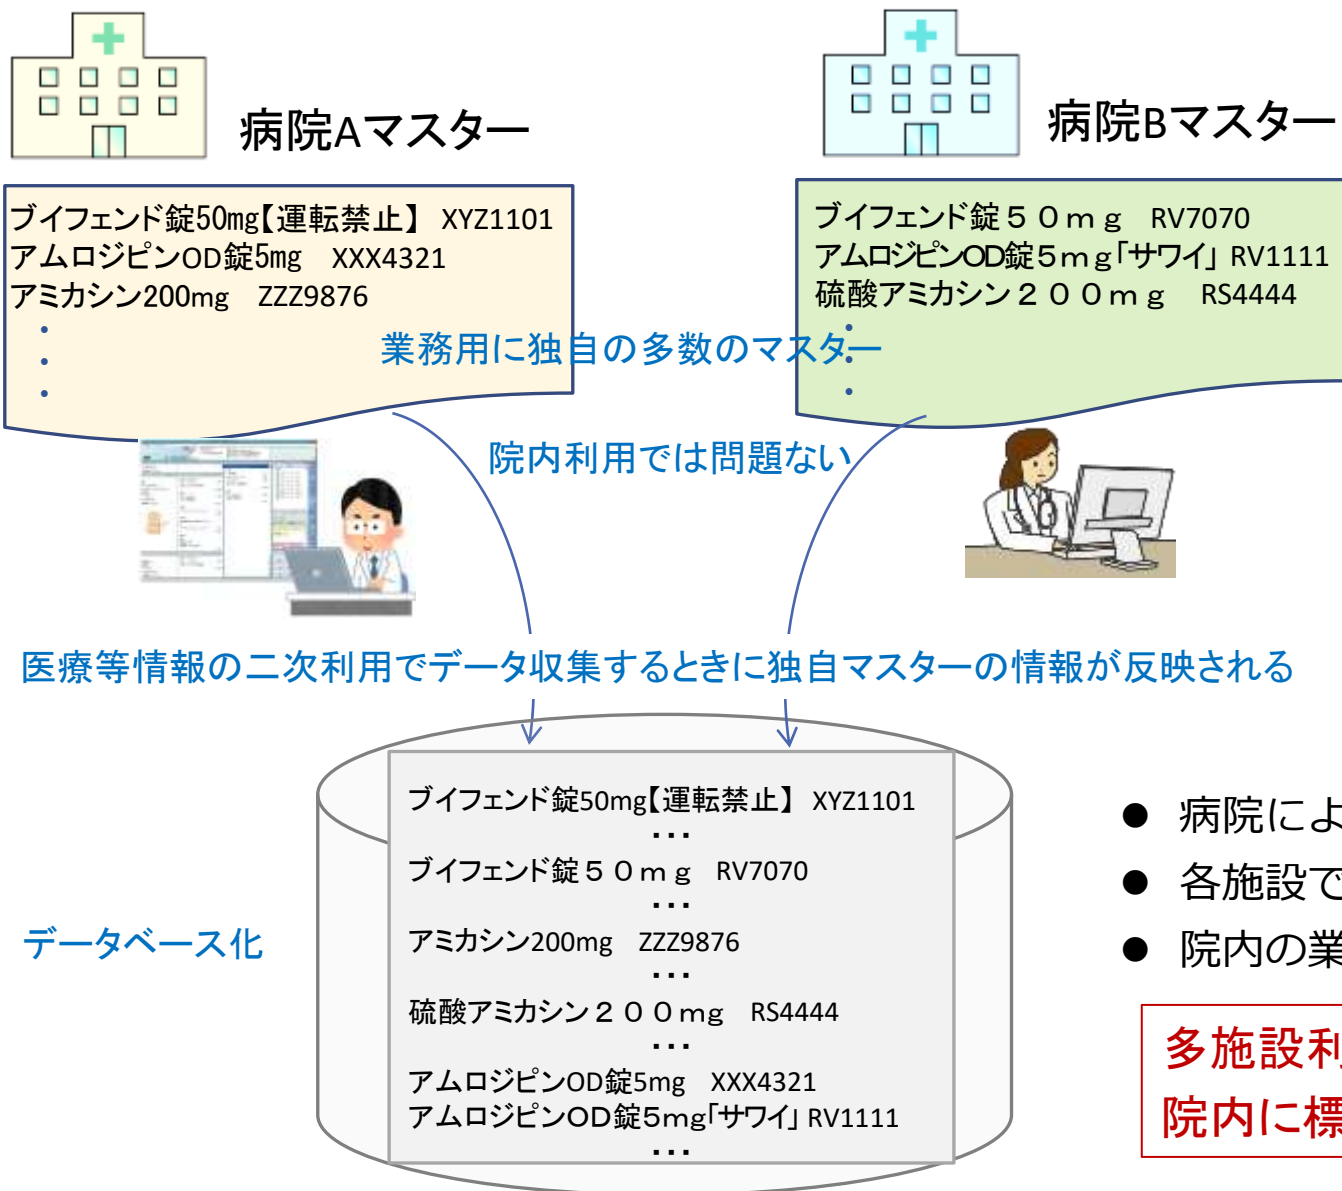 病院Aマスター
病院Bマスター
ブイフェンド錠50mg【運転禁止】 XYZ1101
アムロジピンOD錠5mg XXX4321
アミカシン200mg ZZZ9876
・
・
・
ブイフェンド錠５０ｍｇ RV7070
アムロジピンOD錠５ｍｇ「サワイ」 RV1111
硫酸アミカシン２００ｍｇ RS4444
・
・
・
業務用に独自の多数のマスター
院内利用では問題ない
医療等情報の二次利用でデータ収集するときに独自マスターの情報が反映される
データベース化
ブイフェンド錠50mg【運転禁止】 XYZ1101
・・・
ブイフェンド錠５０ｍｇ RV7070
・・・
アミカシン200mg ZZZ9876
・・・
硫酸アミカシン２００ｍｇ RS4444
・・・
アムロジピンOD錠5mg XXX4321
アムロジピンＯＤ錠５ｍｇ「サワイ」 RV1111
・・・
● 病院によ
● 各施設で
● 院内の業
多施設利
院内に標